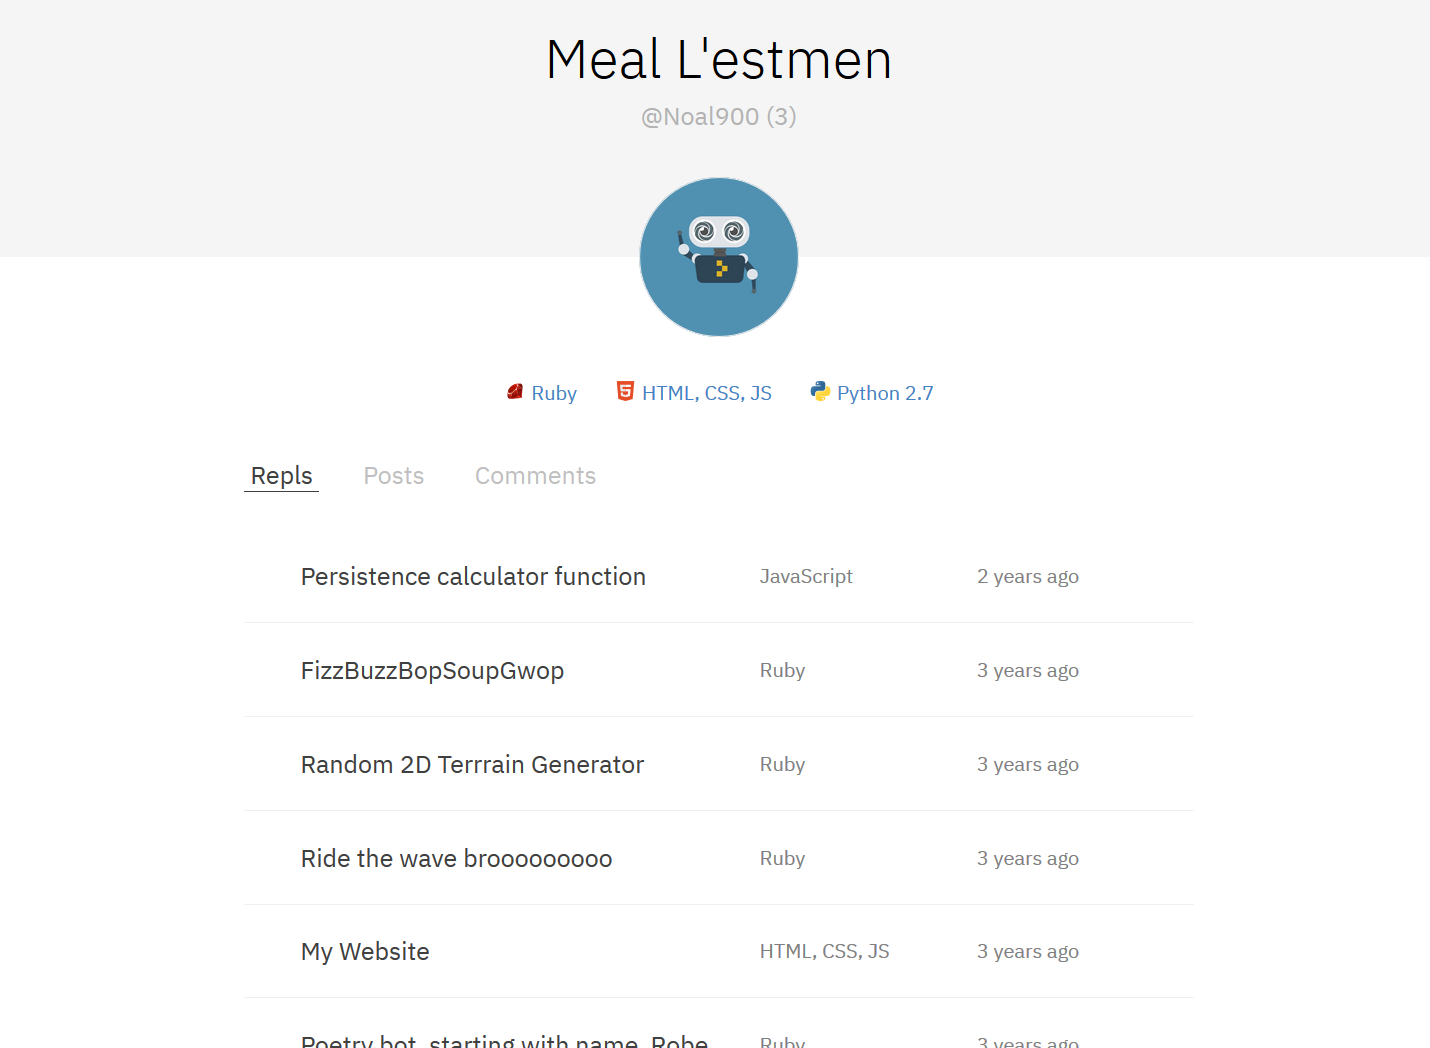 Meal L'estmen
@Noal900 (3)
Ruby HTML, CSS, JS Python 2.7
Repls Posts Comments
Persistence calculator function JavaScript 2 years ago
FizzBuzzBopSoupGwop Ruby 3 years ago
Random 2D Terrrain Generator Ruby 3 years ago
Ride the wave brooooooooo Ruby 3 years ago
My Website HTML, CSS, JS 3 years ago
Poetry bot, starting with name, Robe Ruby 3 years ago